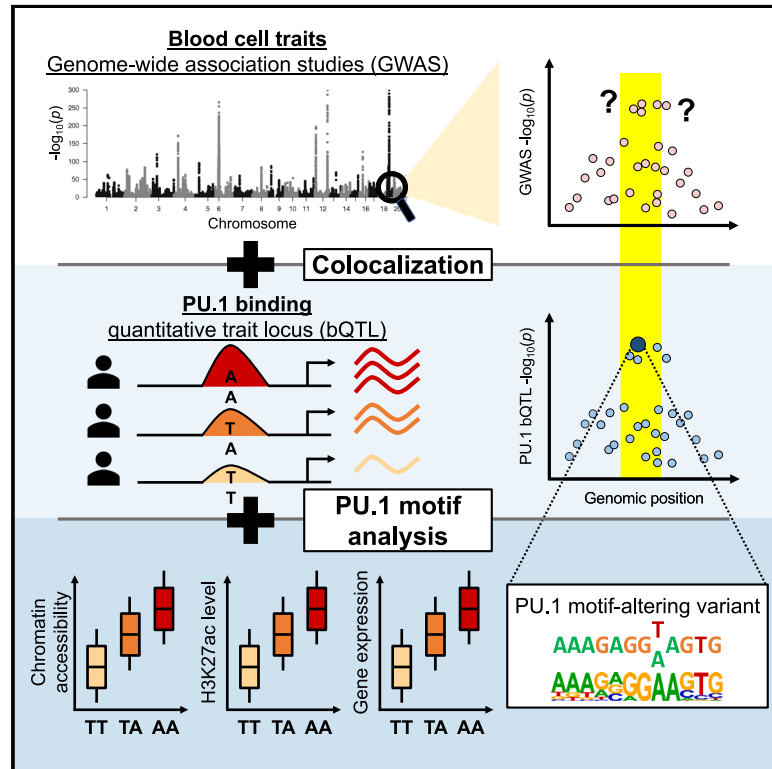 Blood cell traits
Genome-wide association studies (GWAS)
-log10(p)
300
250
200
150
100
50
0
1 2 3 4 5 6 7 8 9 10 11 12 14 16 18 20
Chromosome
GWAS -log10(p)
? ?
Colocalization
PU.1 binding
quantitative trait locus (bQTL)
A
A
T
A
T
T
PU.1 bQTL -log10(p)
Genomic position
PU.1 motif
analysis
Chromatin
accessibility
TT TA AA
H3K27ac level
TT TA AA
Gene expression
TT TA AA
PU.1 motif-altering variant
T
AAAGAGG AGTG
A
AAAGAGGAAGTG